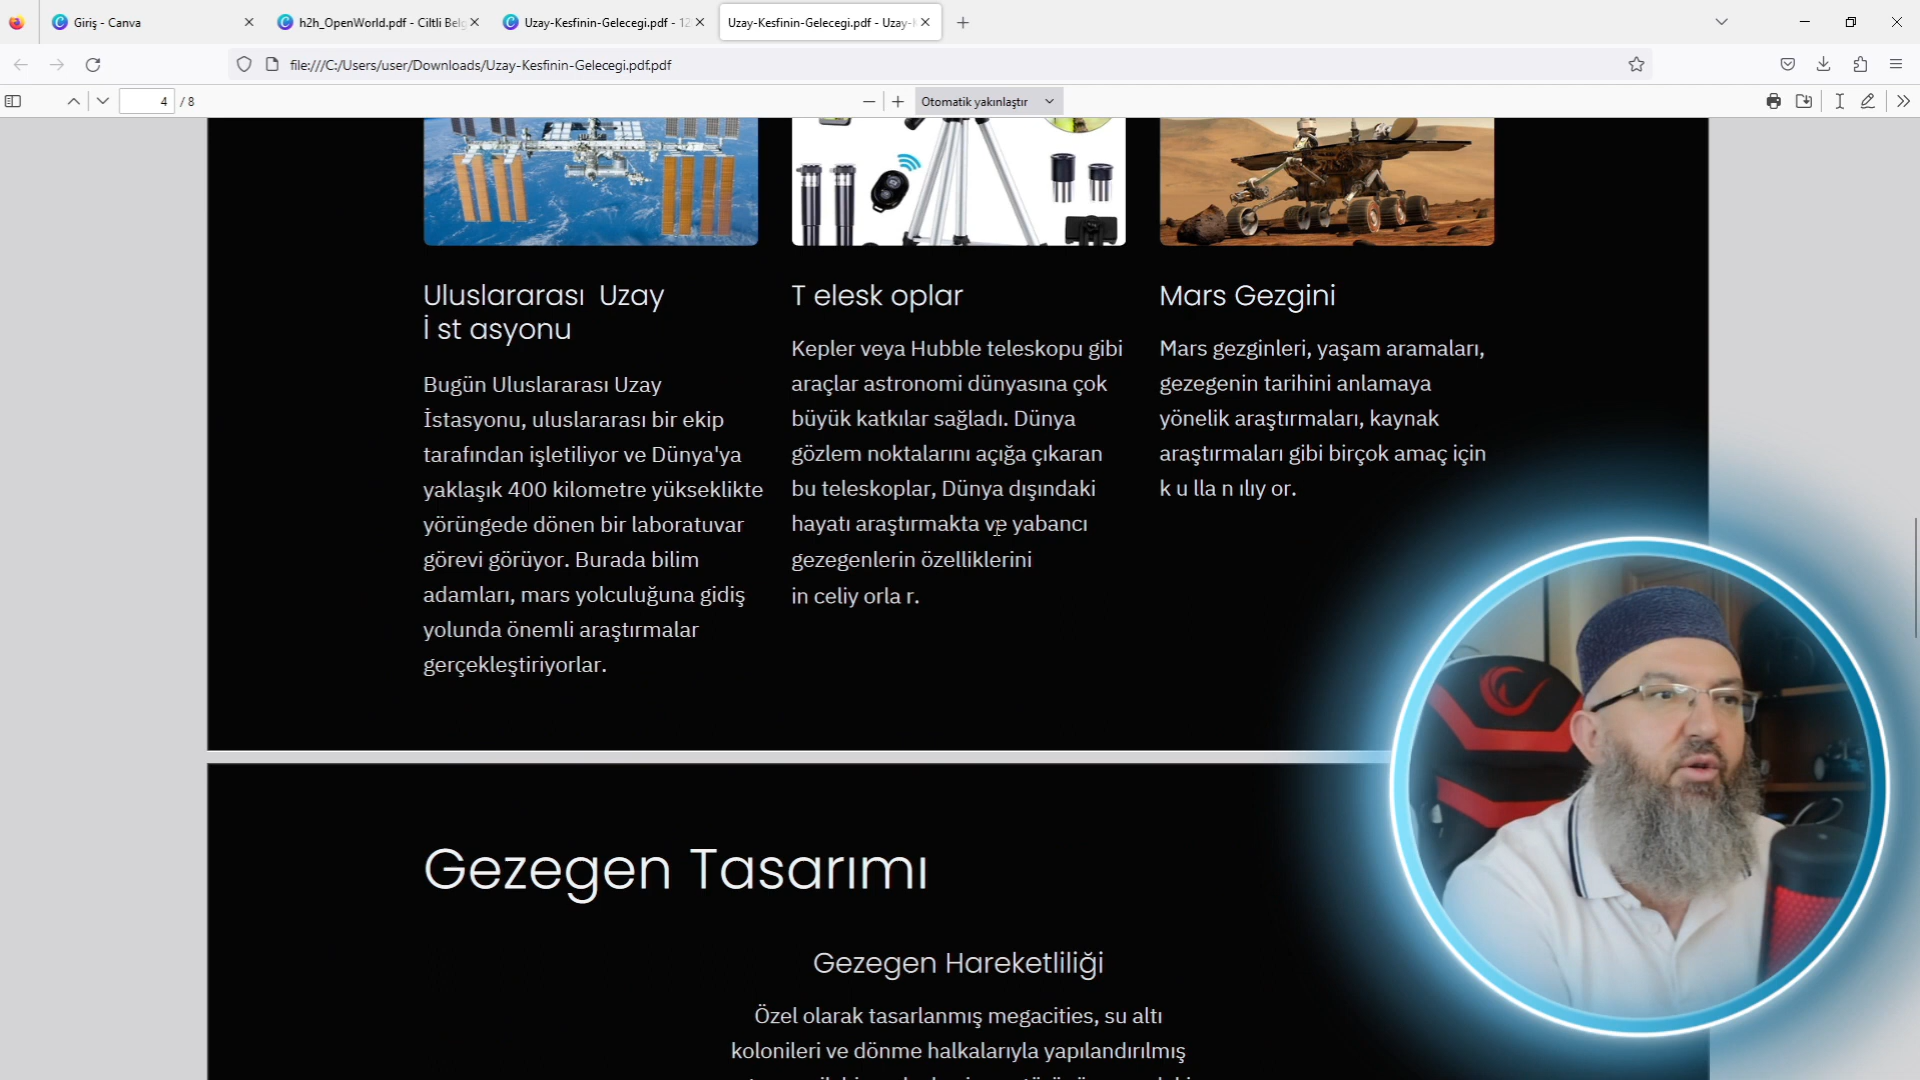 Giriş - Canva
h2h_OpenWorld.pdf - Ciltli Belg
Uzay-Kesfinin-Gelecegi.pdf - 12
Uzay-Kesfinin-Gelecegi.pdf - Uzay-
file:///C:/Users/user/Downloads/Uzay-Kesfinin-Gelecegi.pdf.pdf
4 / 8
Otomatik yakınlaştır
Uluslararası Uzay
İ st asyonu
Bugün Uluslararası Uzay
İstasyonu, uluslararası bir ekip
tarafından işletiliyor ve Dünya'ya
yaklaşık 400 kilometre yükseklikte
yörüngede dönen bir laboratuvar
görevi görüyor. Burada bilim
adamları, mars yolculuğuna gidiş
yolunda önemli araştırmalar
gerçekleştiriyorlar.
T elesk oplar
Kepler veya Hubble teleskopu gibi
araçlar astronomi dünyasına çok
büyük katkılar sağladı. Dünya
gözlem noktalarını açığa çıkaran
bu teleskoplar, Dünya dışındaki
hayatı araştırmakta ve yabancı
gezegenlerin özelliklerini
in celiy orla r.
Mars Gezgini
Mars gezginleri, yaşam aramaları,
gezegenin tarihini anlamaya
yönelik araştırmaları, kaynak
araştırmaları gibi birçok amaç için
k u lla n ılıy or.
Gezegen Tasarımı
Gezegen Hareketliliği
Özel olarak tasarlanmış megacities, su altı
kolonileri ve dönme halkalarıyla yapılandırılmış